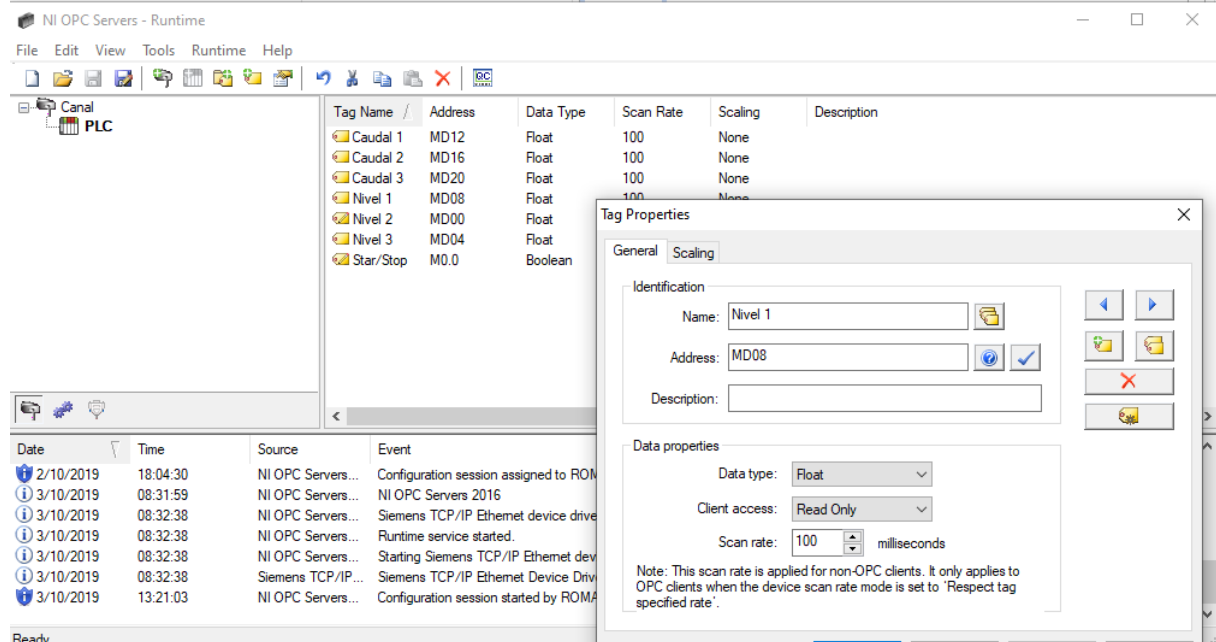 NI OPC Servers - Runtime
File Edit View Tools Runtime Help
QC
Canal
PLC
Tag Name Address Data Type Scan Rate Scaling Description
Caudal 1 MD12 Float 100 None
Caudal 2 MD16 Float 100 None
Caudal 3 MD20 Float 100 None
Nivel 1 MD08 Float 100 None
Nivel 2 MD00 Float
Nivel 3 MD04 Float
Star/Stop M0.0 Boolean
Tag Properties
General Scaling
Identification
Name: Nivel 1
Address: MD08
Description:
Data properties
Data type: Float
Client access: Read Only
Scan rate: 100 milliseconds
Note: This scan rate is applied for non-OPC clients. It only applies to
OPC clients when the device scan rate mode is set to 'Respect tag
specified rate'.
Date Time Source Event
2/10/2019 18:04:30 NI OPC Servers... Configuration session assigned to ROM
3/10/2019 08:31:59 NI OPC Servers... NI OPC Servers 2016
3/10/2019 08:32:38 NI OPC Servers... Siemens TCP/IP Ethernet device drive
3/10/2019 08:32:38 NI OPC Servers... Runtime service started.
3/10/2019 08:32:38 NI OPC Servers... Starting Siemens TCP/IP Ethernet dev
3/10/2019 08:32:38 Siemens TCP/IP... Siemens TCP/IP Ethernet Device Driv
3/10/2019 13:21:03 NI OPC Servers... Configuration session started by ROMA
Ready